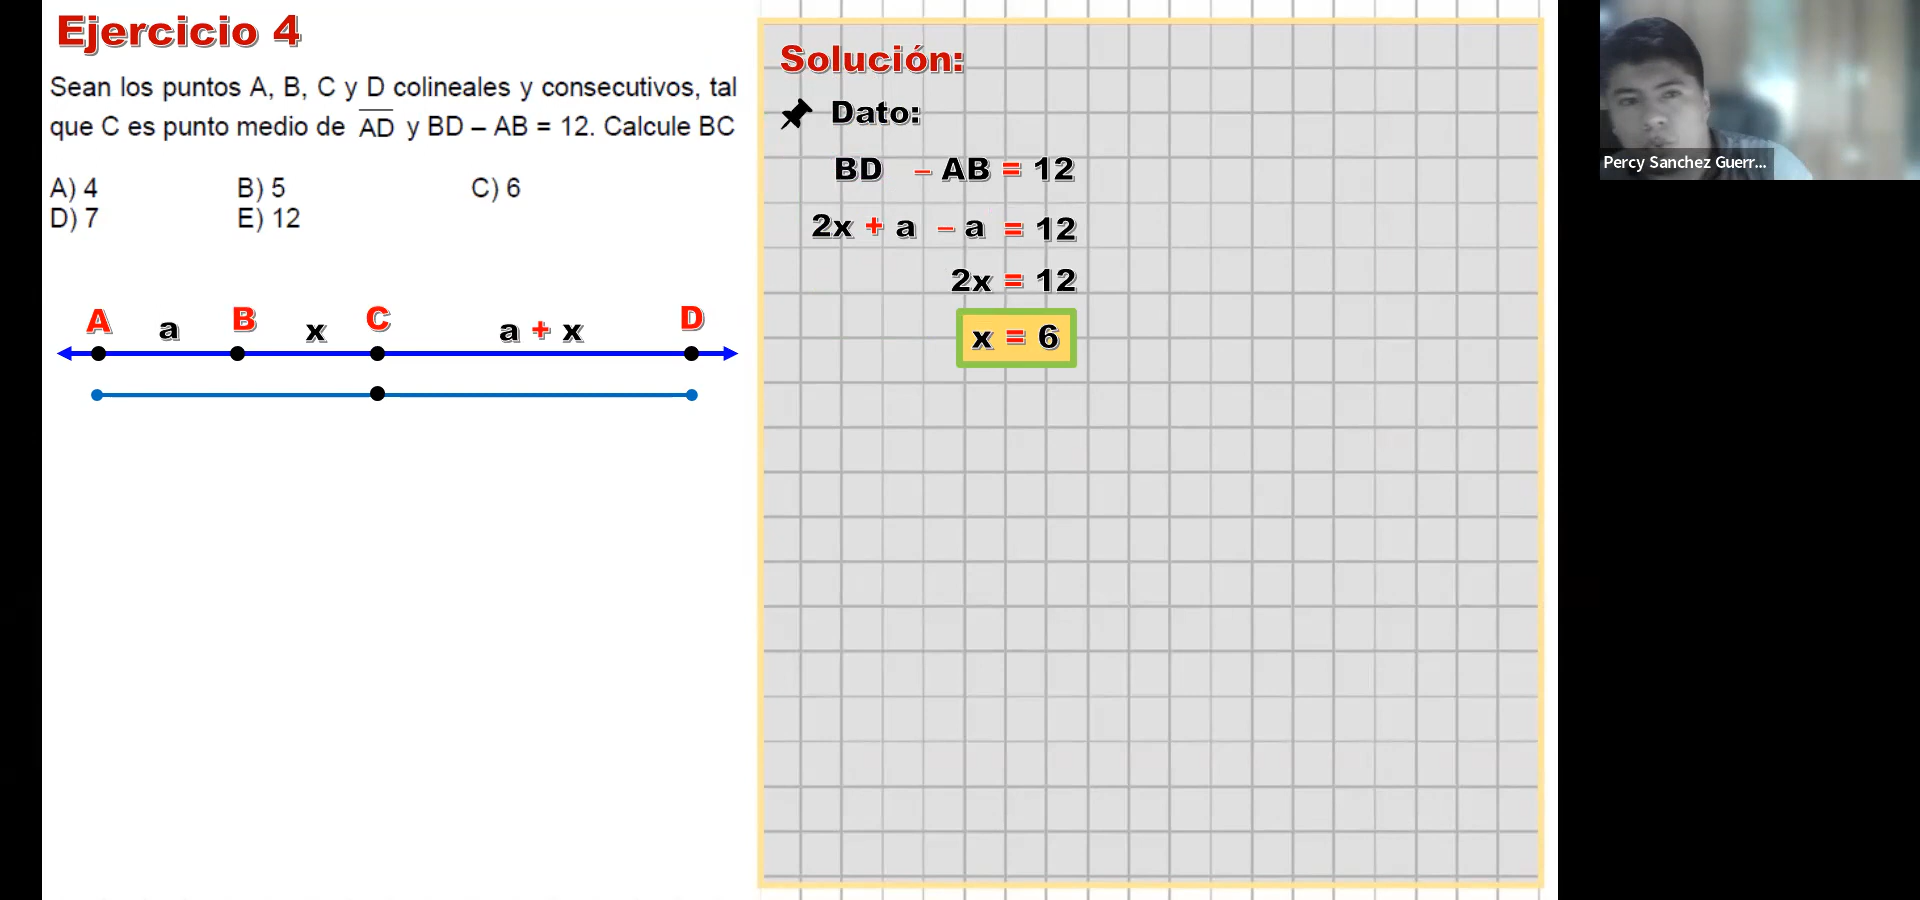 Ejercicio 4
Sean los puntos A, B, C y D colineales y consecutivos, tal
que C es punto medio de AD y BD – AB = 12. Calcule BC
A) 4 B) 5 C) 6
D) 7 E) 12
A a B x C a + x D
Solución:
Dato:
BD – AB = 12
2x + a – a = 12
2x = 12
x = 6
Percy Sanchez Guerr...